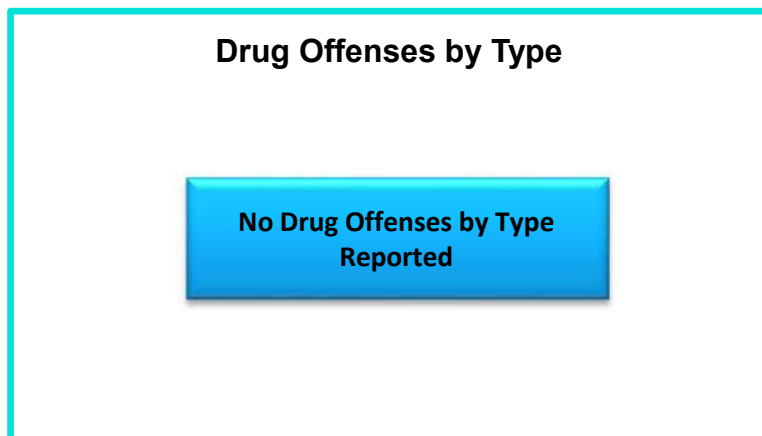 Drug Offenses by Type
No Drug Offenses by Type
Reported